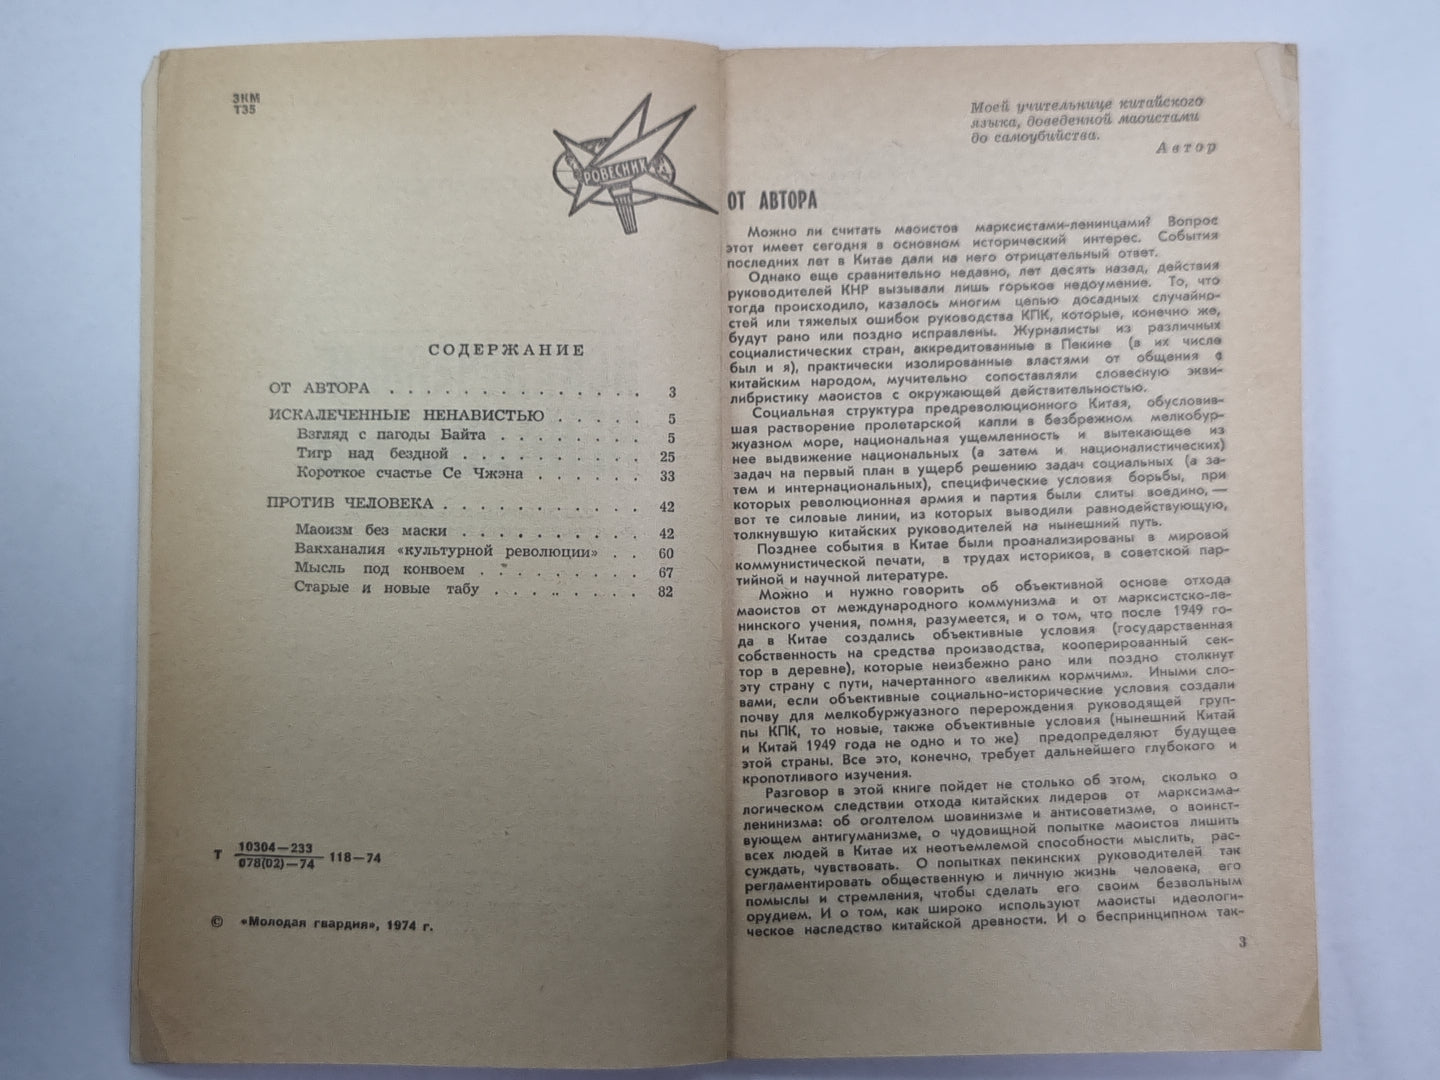 ЗКМ
Т35
РОВЕСНИК
СОДЕРЖАНИЕ
ОТ АВТОРА . . . . . . . . . . . . . . 3
ИСКАЛЕЧЕННЫЕ НЕНАВИСТЬЮ . . . . . 5
Взгляд с пагоды Байта . . . . . . . . 5
Тигр над бездной . . . . . . . . . . 25
Короткое счастье Се Чжэна . . . . . . 33
ПРОТИВ ЧЕЛОВЕКА . . . . . . . . . . . 42
Маоизм без маски . . . . . . . . . . 42
Вакханалия «культурной революции» . . 60
Мысль под конвоем . . . . . . . . . 67
Старые и новые табу . . . . . . . . 82
Т 10304—233
078(02)—74 118—74
© «Молодая гвардия», 1974 г.
Моей учительнице китайского
языка, доведенной маоистами
до самоубийства.
Автор
ОТ АВТОРА
Можно ли считать маоистов марксистами-ленинцами? Вопрос
этот имеет сегодня в основном исторический интерес. События
последних лет в Китае дали на него отрицательный ответ.
Однако еще сравнительно недавно, лет десять назад, действия
руководителей КНР вызывали лишь горькое недоумение. То, что
тогда происходило, казалось многим цепью досадных случайно-
стей или тяжелых ошибок руководства КПК, которые, конечно же,
будут рано или поздно исправлены. Журналисты из различных
социалистических стран, аккредитованные в Пекине (в их числе
был и я), практически изолированные властями от общения с
китайским народом, мучительно сопоставляли словесную экви-
либристику маоистов с окружающей действительностью.
Социальная структура предреволюционного Китая, обусловив-
шая растворение пролетарской капли в безбрежном мелкобур-
жуазном море, национальная ущемленность и вытекающее из
нее выдвижение национальных (а затем и националистических)
задач на первый план в ущерб решению задач социальных (а за-
тем и интернациональных), специфические условия борьбы, при
которых революционная армия и партия были слиты воедино, —
вот те силовые линии, из которых выводили равнодействующую,
толкнувшую китайских руководителей на нынешний путь.
Позднее события в Китае были проанализированы в мировой
коммунистической печати, в трудах историков, в советской пар-
тийной и научной литературе.
Можно и нужно говорить об объективной основе отхода
маоистов от международного коммунизма и от марксистско-ле-
нинского учения, помня, разумеется, и о том, что после 1949 го-
да в Китае создались объективные условия (государственная
собственность на средства производства, кооперированный сек-
тор в деревне), которые неизбежно рано или поздно столкнут
эту страну с пути, начертанного «великим кормчим». Иными сло-
вами, если объективные социально-исторические условия создали
почву для мелкобуржуазного перерождения руководящей груп-
пы КПК, то новые, также объективные условия (нынешний Китай
и Китай 1949 года не одно и то же) предопределяют будущее
этой страны. Все это, конечно, требует дальнейшего глубокого и
кропотливого изучения.
Разговор в этой книге пойдет не столько об этом, сколько о
логическом следствии отхода китайских лидеров от марксизма-
ленинизма: об оголтелом шовинизме и антисоветизме, о воинст-
вующем антигуманизме, о чудовищной попытке маоистов лишить
всех людей в Китае их неотъемлемой способности мыслить, рас-
суждать, чувствовать. О попытках пекинских руководителей так
регламентировать общественную и личную жизнь человека, его
помыслы и стремления, чтобы сделать его своим безвольным
орудием. И о том, как широко используют маоисты идеологи-
ческое наследство китайской древности. И о беспринципном так-
3